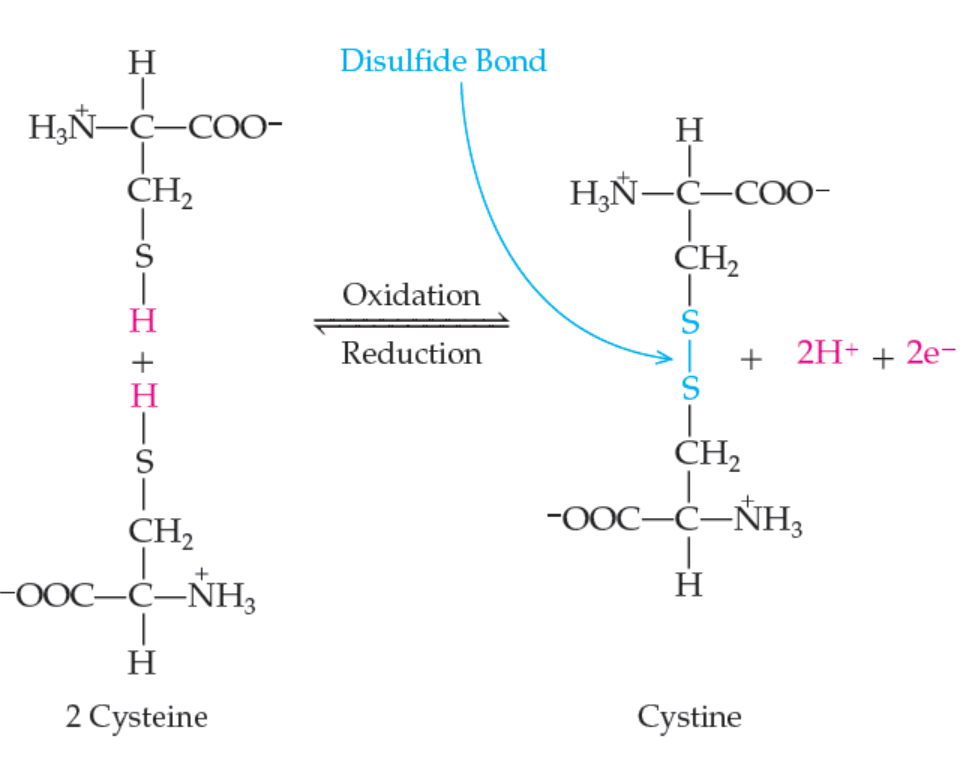 H
H₃N⁺—C—COO⁻
CH₂
S
H
+
H
S
CH₂
⁻OOC—C—N⁺H₃
H
2 Cysteine
Disulfide Bond
Oxidation
Reduction
H
H₃N⁺—C—COO⁻
CH₂
S
S
+ 2H⁺ + 2e⁻
CH₂
⁻OOC—C—N⁺H₃
H
Cystine